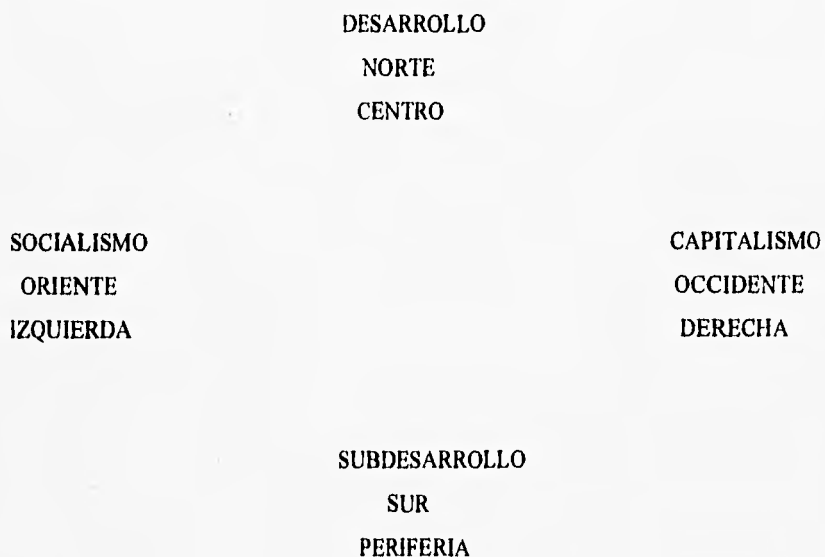 DESARROLLO
NORTE
CENTRO
SOCIALISMO
ORIENTE
IZQUIERDA
CAPITALISMO
OCCIDENTE
DERECHA
SUBDESARROLLO
SUR
PERIFERIA